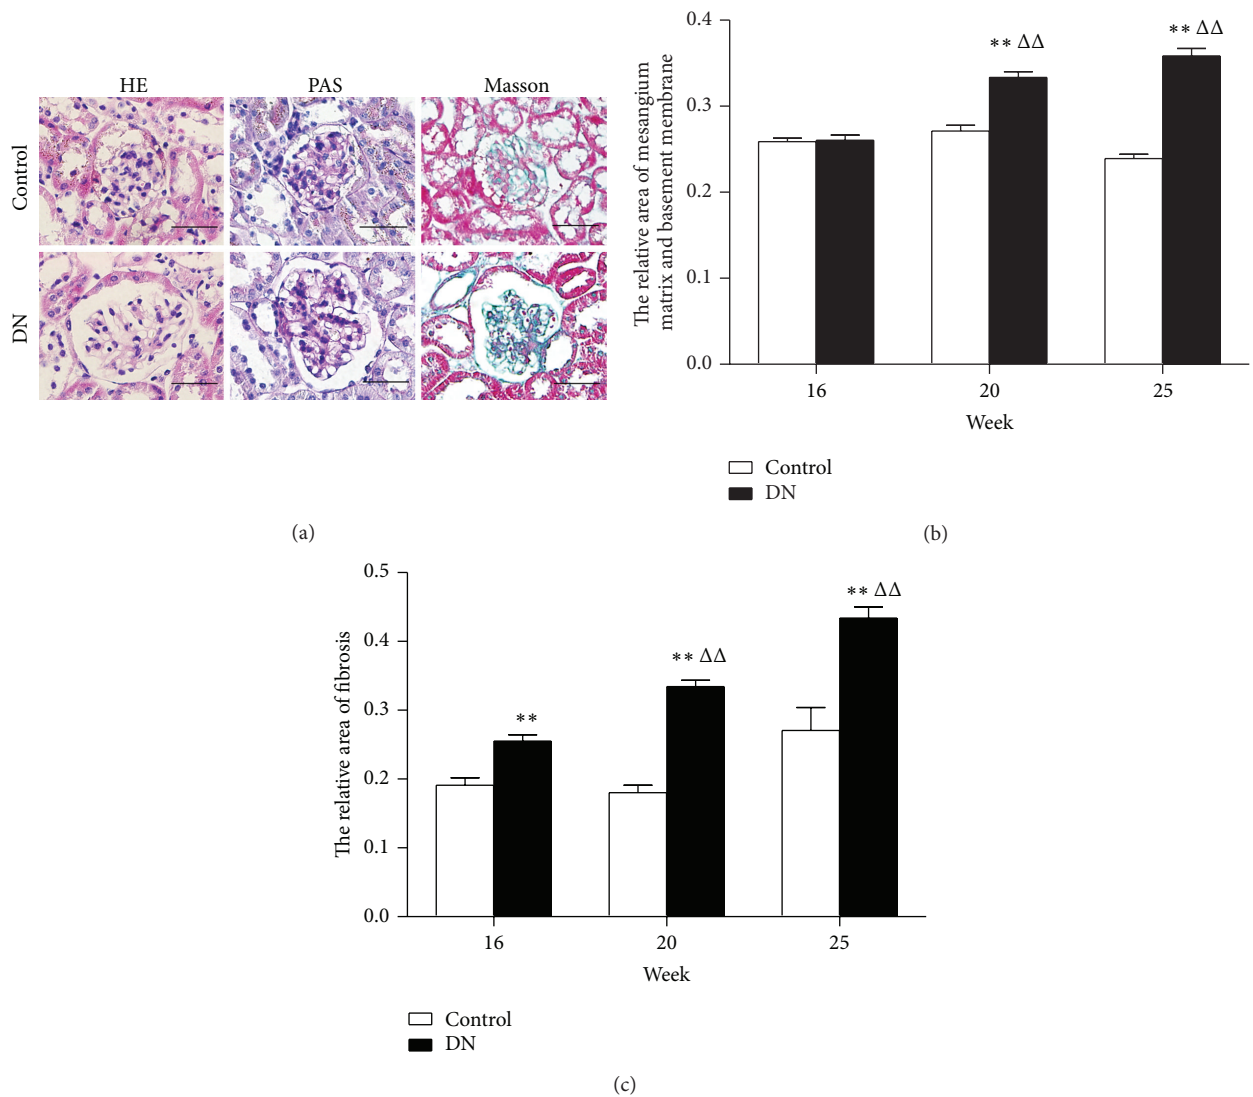 HE PAS Masson
Control
DN
(a)
The relative area of mesangium
matrix and basement membrane
0.4
0.3
0.2
0.1
0.0
** ΔΔ
** ΔΔ
16 20 25
Week
Control
DN
(b)
The relative area of fibrosis
0.5
0.4
0.3
0.2
0.1
0.0
**
** ΔΔ
** ΔΔ
16 20 25
Week
Control
DN
(c)